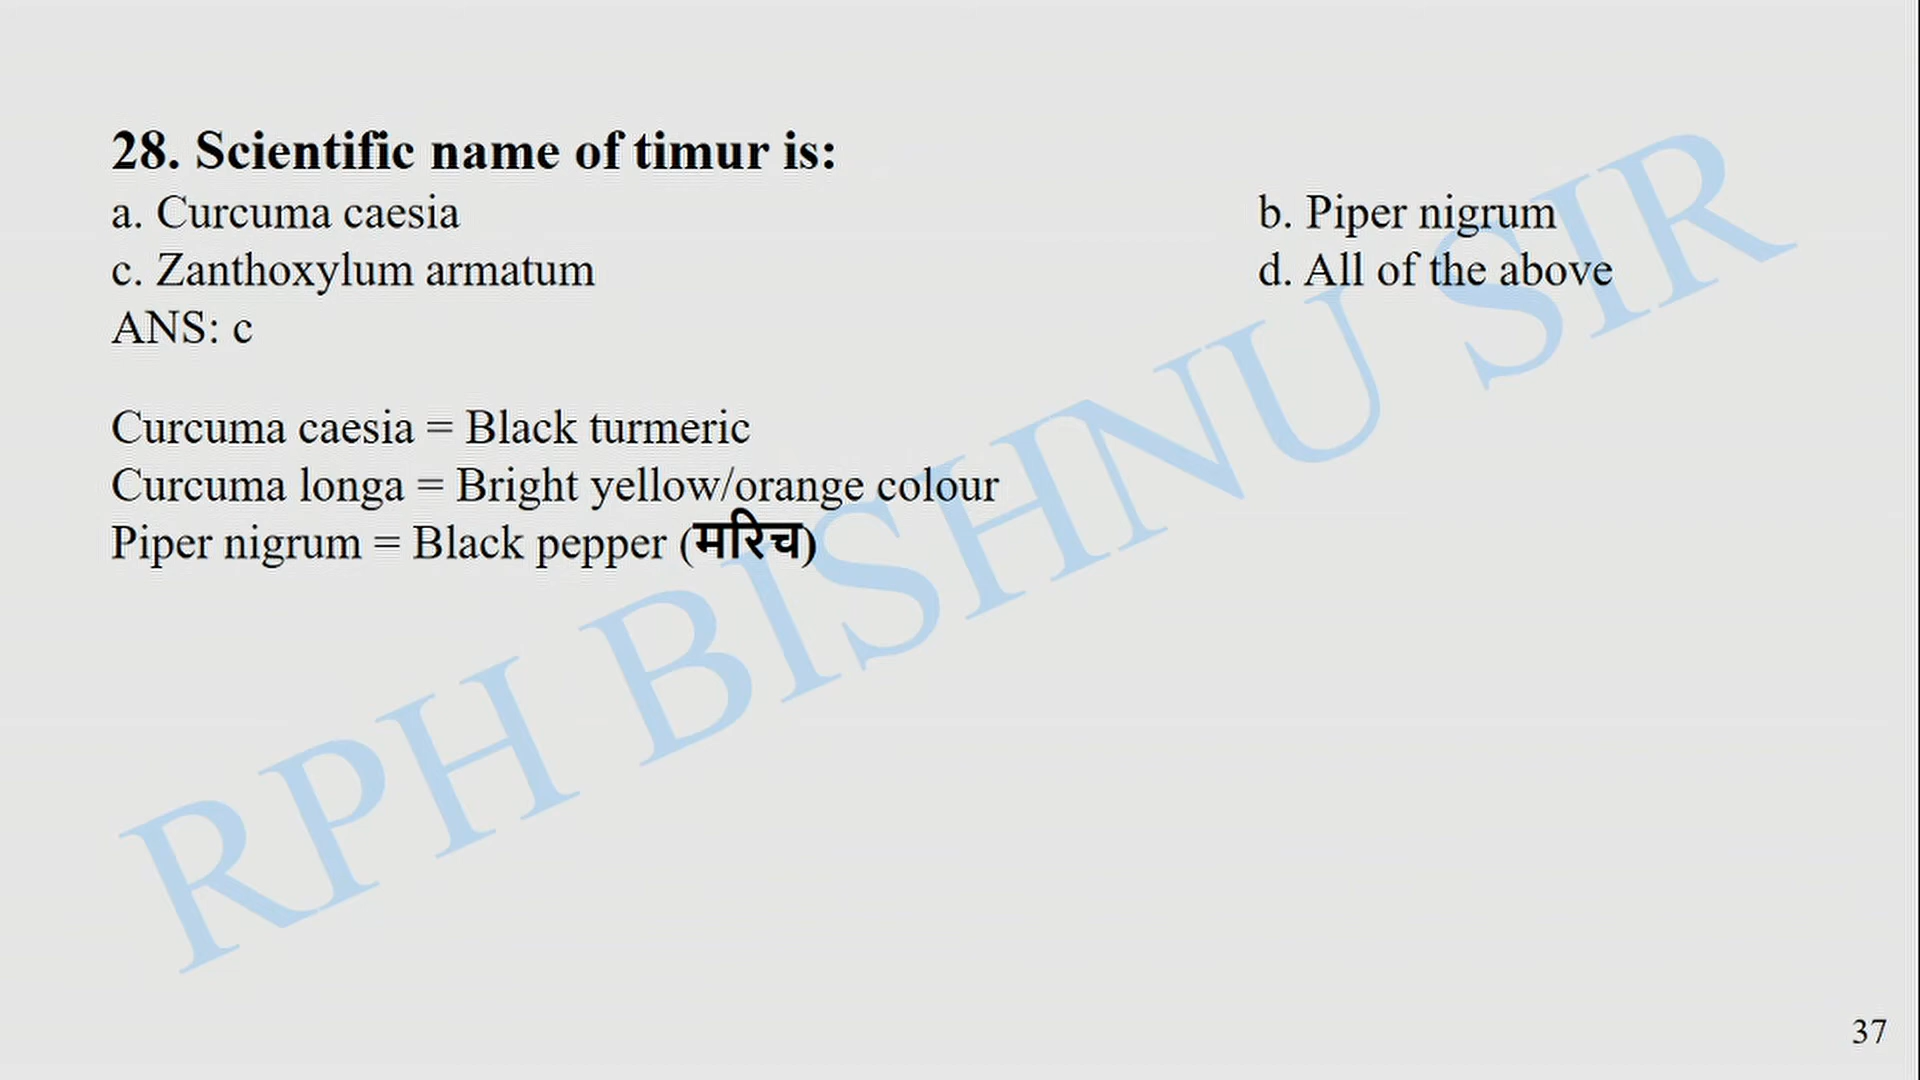 28. Scientific name of timur is:
a. Curcuma caesia b. Piper nigrum
c. Zanthoxylum armatum d. All of the above
ANS: c
Curcuma caesia = Black turmeric
Curcuma longa = Bright yellow/orange colour
Piper nigrum = Black pepper (मरिच)
RPH BISHNU SIR
37